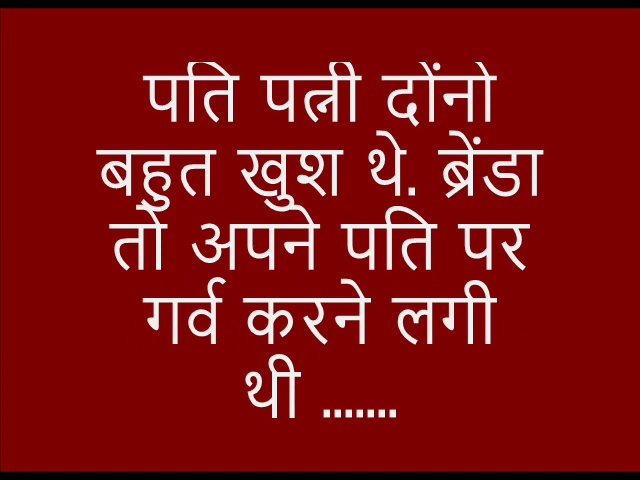 पति पत्नी दोंनो
बहुत खुश थे. ब्रेंडा
तो अपने पति पर
गर्व करने लगी
थी .......